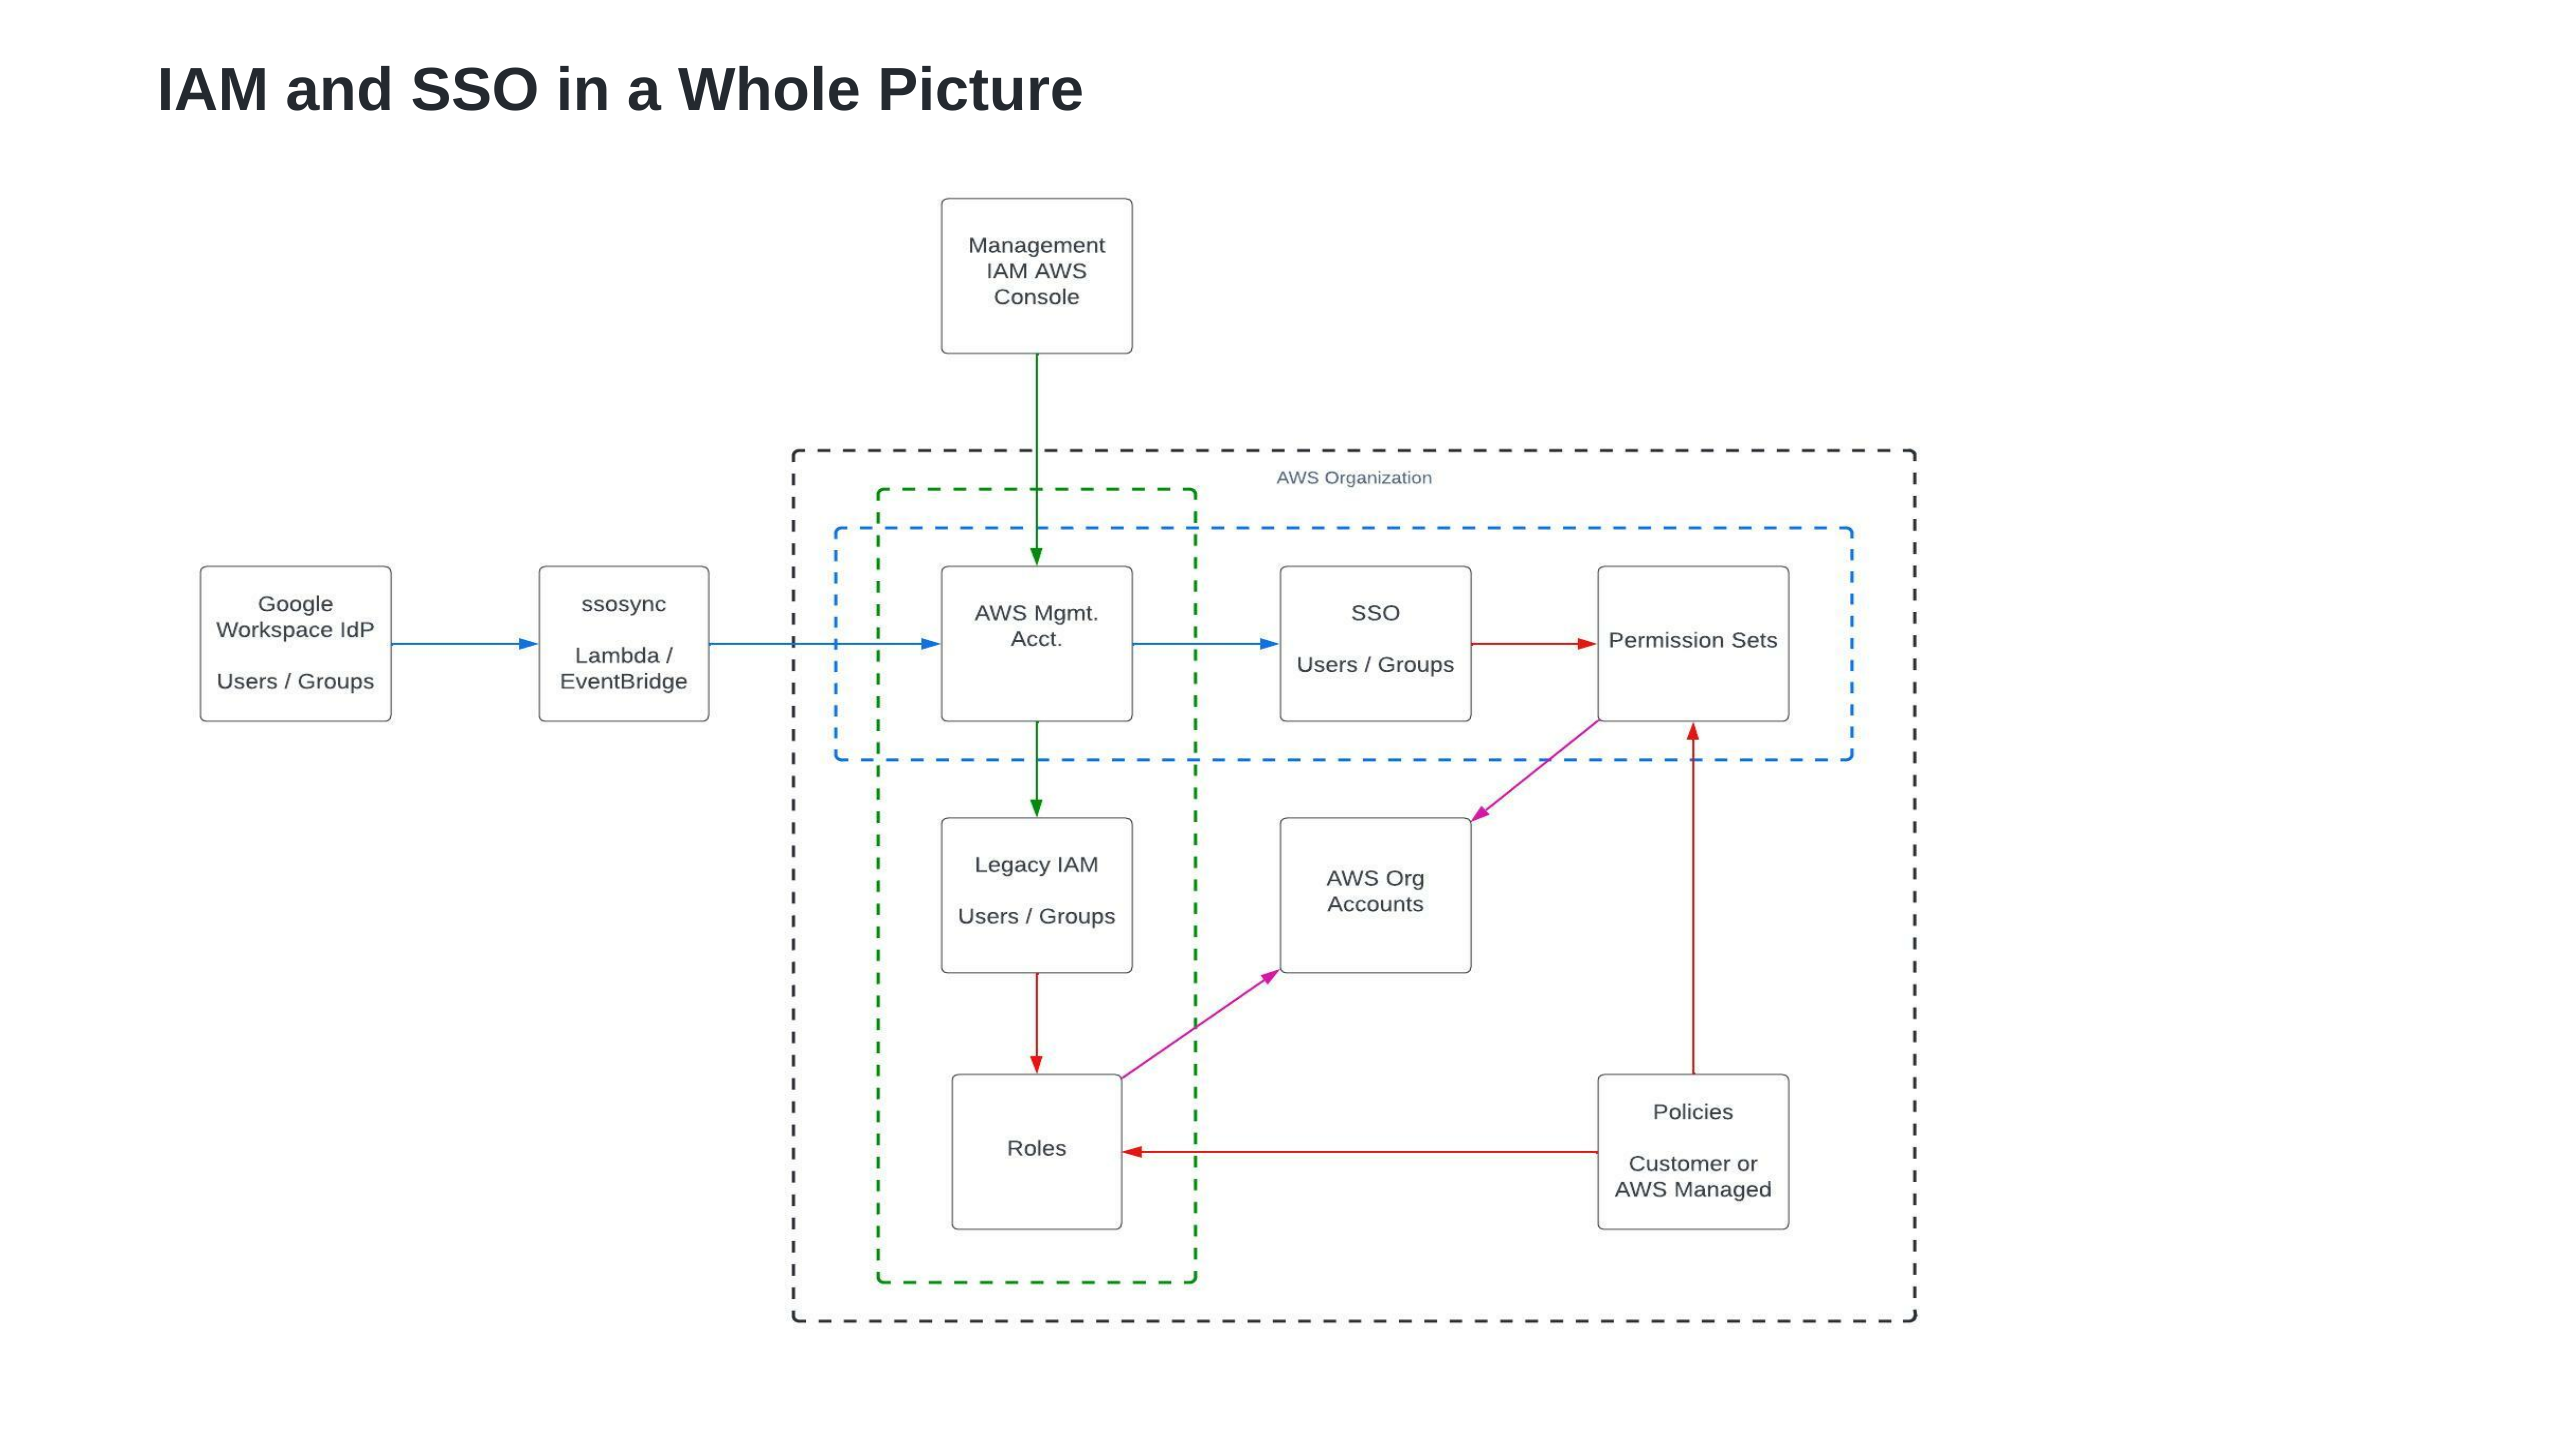 IAM and SSO in a Whole Picture
Management
IAM AWS
Console
AWS Organization
Google
Workspace IdP
Users / Groups
ssosync
Lambda /
EventBridge
AWS Mgmt.
Acct.
SSO
Users / Groups
Permission Sets
Legacy IAM
Users / Groups
AWS Org
Accounts
Roles
Policies
Customer or
AWS Managed